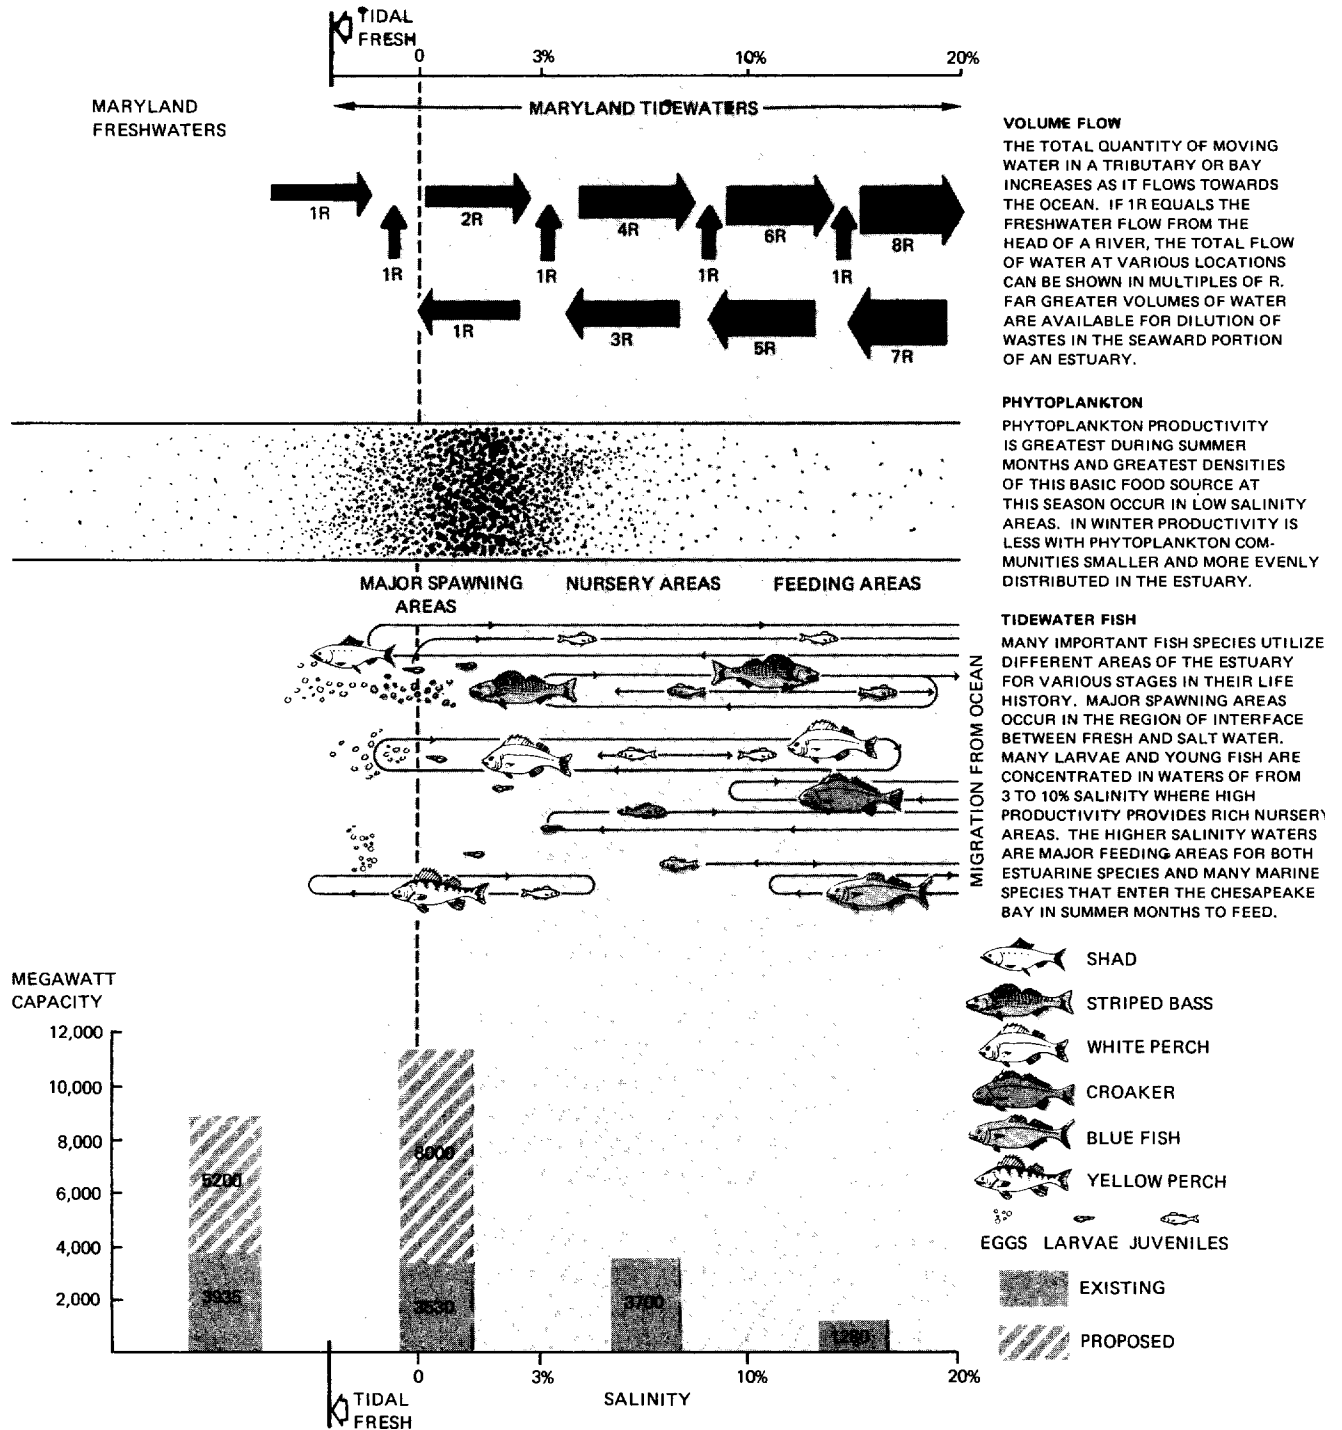 TIDAL
FRESH
0 3% 10% 20%
MARYLAND
FRESHWATERS
MARYLAND TIDEWATERS
1R 2R 4R 6R 8R
1R 1R 1R 1R
1R 3R 5R 7R
VOLUME FLOW
THE TOTAL QUANTITY OF MOVING
WATER IN A TRIBUTARY OR BAY
INCREASES AS IT FLOWS TOWARDS
THE OCEAN. IF 1R EQUALS THE
FRESHWATER FLOW FROM THE
HEAD OF A RIVER, THE TOTAL FLOW
OF WATER AT VARIOUS LOCATIONS
CAN BE SHOWN IN MULTIPLES OF R.
FAR GREATER VOLUMES OF WATER
ARE AVAILABLE FOR DILUTION OF
WASTES IN THE SEAWARD PORTION
OF AN ESTUARY.
PHYTOPLANKTON
PHYTOPLANKTON PRODUCTIVITY
IS GREATEST DURING SUMMER
MONTHS AND GREATEST DENSITIES
OF THIS BASIC FOOD SOURCE AT
THIS SEASON OCCUR IN LOW SALINITY
AREAS. IN WINTER PRODUCTIVITY IS
LESS WITH PHYTOPLANKTON COM-
MUNITIES SMALLER AND MORE EVENLY
DISTRIBUTED IN THE ESTUARY.
MAJOR SPAWNING
AREAS
NURSERY AREAS
FEEDING AREAS
MIGRATION FROM OCEAN
TIDEWATER FISH
MANY IMPORTANT FISH SPECIES UTILIZE
DIFFERENT AREAS OF THE ESTUARY
FOR VARIOUS STAGES IN THEIR LIFE
HISTORY. MAJOR SPAWNING AREAS
OCCUR IN THE REGION OF INTERFACE
BETWEEN FRESH AND SALT WATER.
MANY LARVAE AND YOUNG FISH ARE
CONCENTRATED IN WATERS OF FROM
3 TO 10% SALINITY WHERE HIGH
PRODUCTIVITY PROVIDES RICH NURSERY
AREAS. THE HIGHER SALINITY WATERS
ARE MAJOR FEEDING AREAS FOR BOTH
ESTUARINE SPECIES AND MANY MARINE
SPECIES THAT ENTER THE CHESAPEAKE
BAY IN SUMMER MONTHS TO FEED.
SHAD
STRIPED BASS
WHITE PERCH
CROAKER
BLUE FISH
YELLOW PERCH
EGGS LARVAE JUVENILES
EXISTING
PROPOSED
MEGAWATT
CAPACITY
12,000
10,000
8,000
6,000
4,000
2,000
5200
3935
8000
3530
3700
1280
0 3% 10% 20%
SALINITY
TIDAL
FRESH